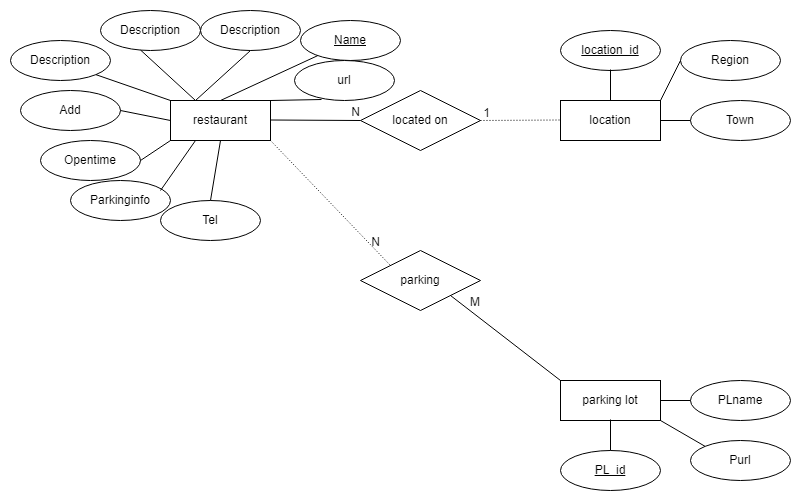 Description
Description
Name
Description
url
location_id
Region
Add
restaurant
N
located on
1
location
Town
Opentime
Parkinginfo
Tel
N
parking
M
parking lot
PLname
PL_id
Purl